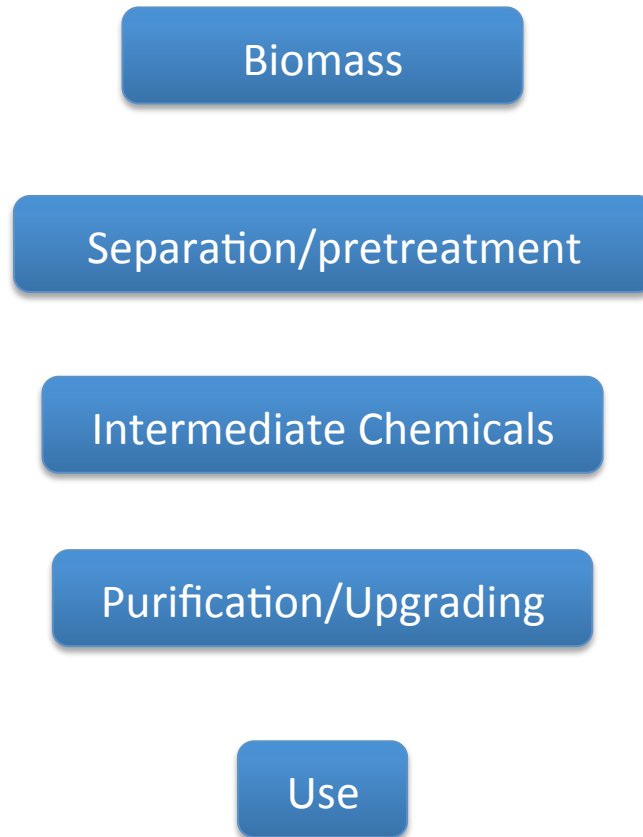 Biomass
Separation/pretreatment
Intermediate Chemicals
Purification/Upgrading
Use